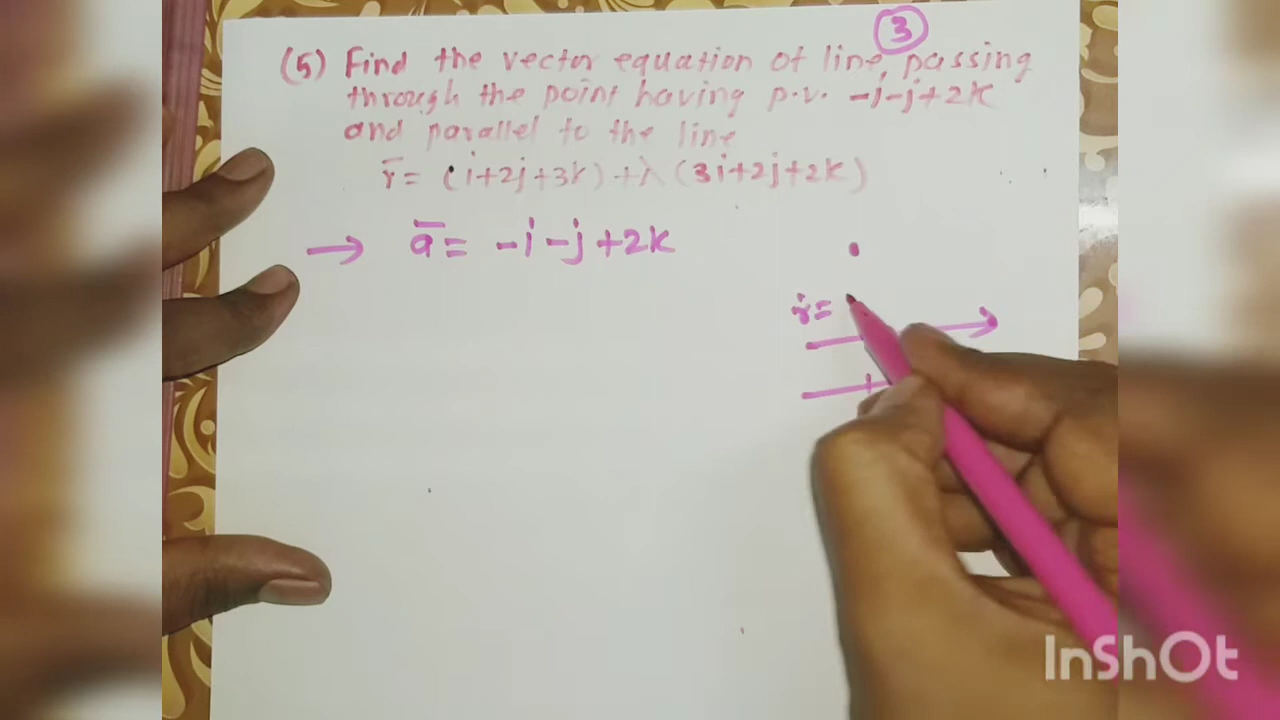 3
(5) Find the vector equation of line, passing
through the point having p.v. -i-j+2k
and parallel to the line
r̄ = (i+2j+3k)+λ(3i+2j+2k)
→ ā = -i-j+2k
r̄=
InShOt